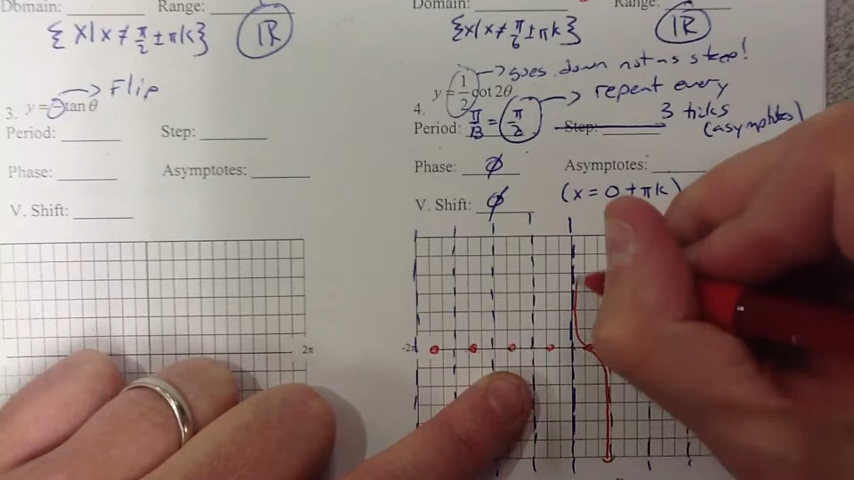 Domain: Range:
{x|x≠π/2±πk} ℝ
Domain: Range:
{x|x≠π/6±πk} ℝ
→ Flip
3. y = -tan θ
Period: Step:
Phase: Asymptotes:
V. Shift:
2π
→ goes down not as steep!
4. y = 1/2 cot 2θ
→ repeat every
3 ticks
(asymptotes)
Period: π/B = π/2 Step:
Phase: ∅ Asymptotes:
(x = 0 ± πk)
V. Shift: ∅
-2π